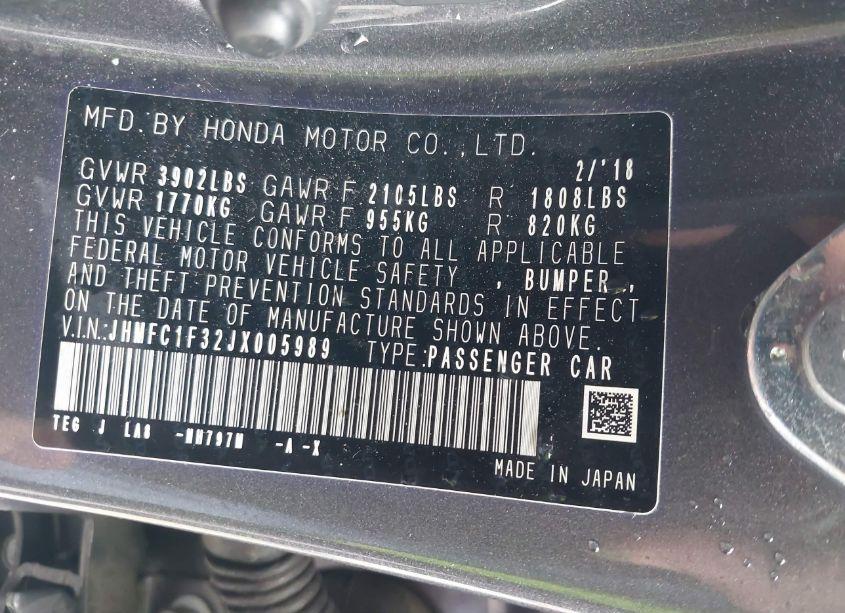 MFD. BY HONDA MOTOR CO.,LTD. 2/'18
GVWR 3902LBS GAWR F 2105LBS R 1808LBS
GVWR 1770KG GAWR F 955KG R 820KG
THIS VEHICLE CONFORMS TO ALL APPLICABLE
FEDERAL MOTOR VEHICLE SAFETY , BUMPER ,
AND THEFT PREVENTION STANDARDS IN EFFECT
ON THE DATE OF MANUFACTURE SHOWN ABOVE.
V.I.N.:JHMFC1F32JX005989 TYPE:PASSENGER CAR
TEG J LA8 -NH797M -A -X
MADE IN JAPAN